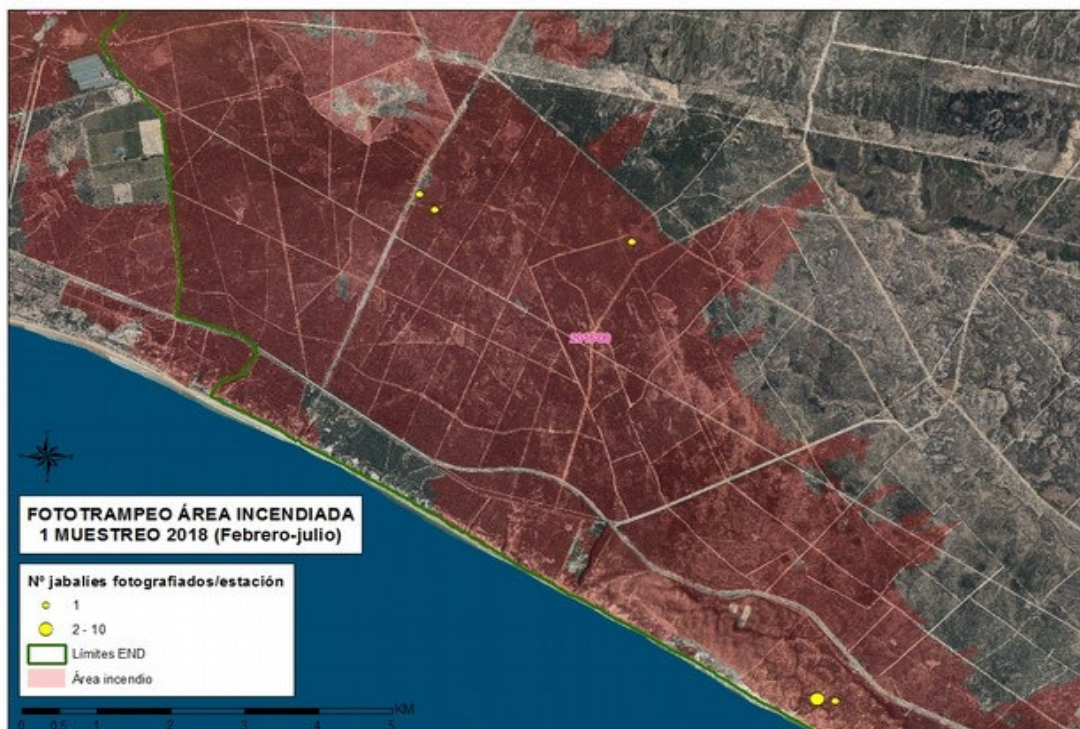 FOTOTRAMPEO ÁREA INCENDIADA
1 MUESTREO 2018 (Febrero-julio)
Nº jabalies fotografiados/estación
1
2 - 10
Límites END
Área incendio
KM
0 0.5 1 2 3 4 5